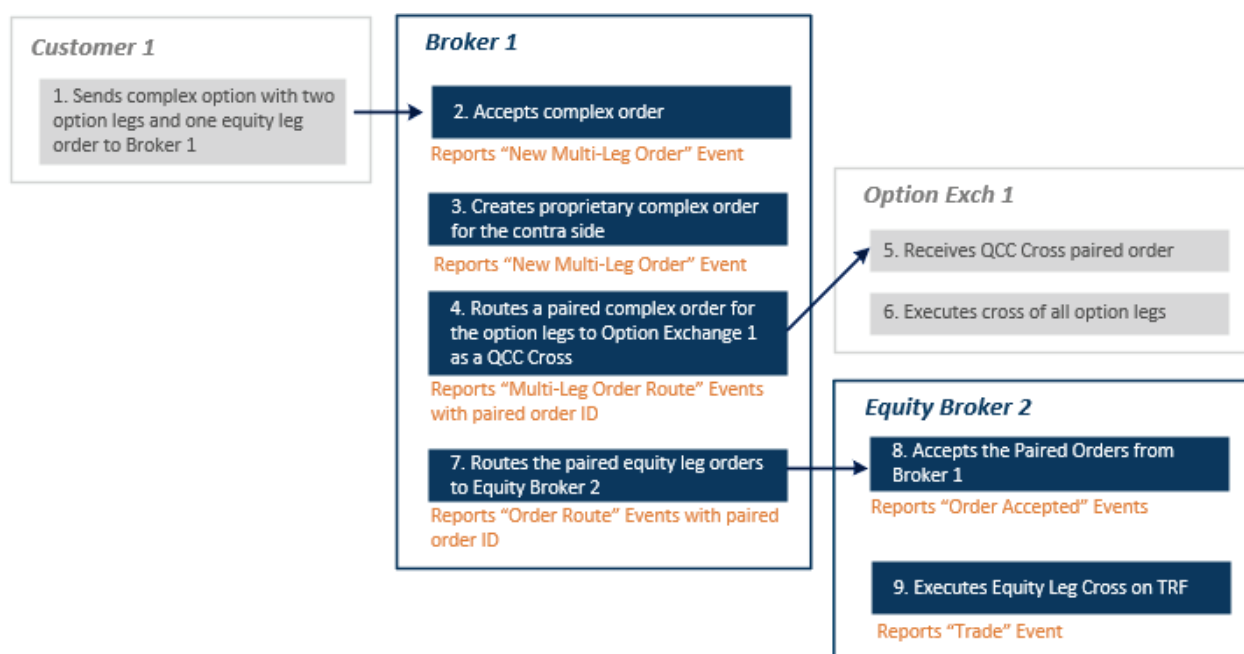 Customer 1
1. Sends complex option with two
option legs and one equity leg
order to Broker 1
Broker 1
2. Accepts complex order
Reports “New Multi-Leg Order” Event
3. Creates proprietary complex order
for the contra side
Reports “New Multi-Leg Order” Event
4. Routes a paired complex order for
the option legs to Option Exchange 1
as a QCC Cross
Reports “Multi-Leg Order Route” Events
with paired order ID
7. Routes the paired equity leg orders
to Equity Broker 2
Reports “Order Route” Events with paired
order ID
Option Exch 1
5. Receives QCC Cross paired order
6. Executes cross of all option legs
Equity Broker 2
8. Accepts the Paired Orders from
Broker 1
Reports “Order Accepted” Events
9. Executes Equity Leg Cross on TRF
Reports “Trade” Event